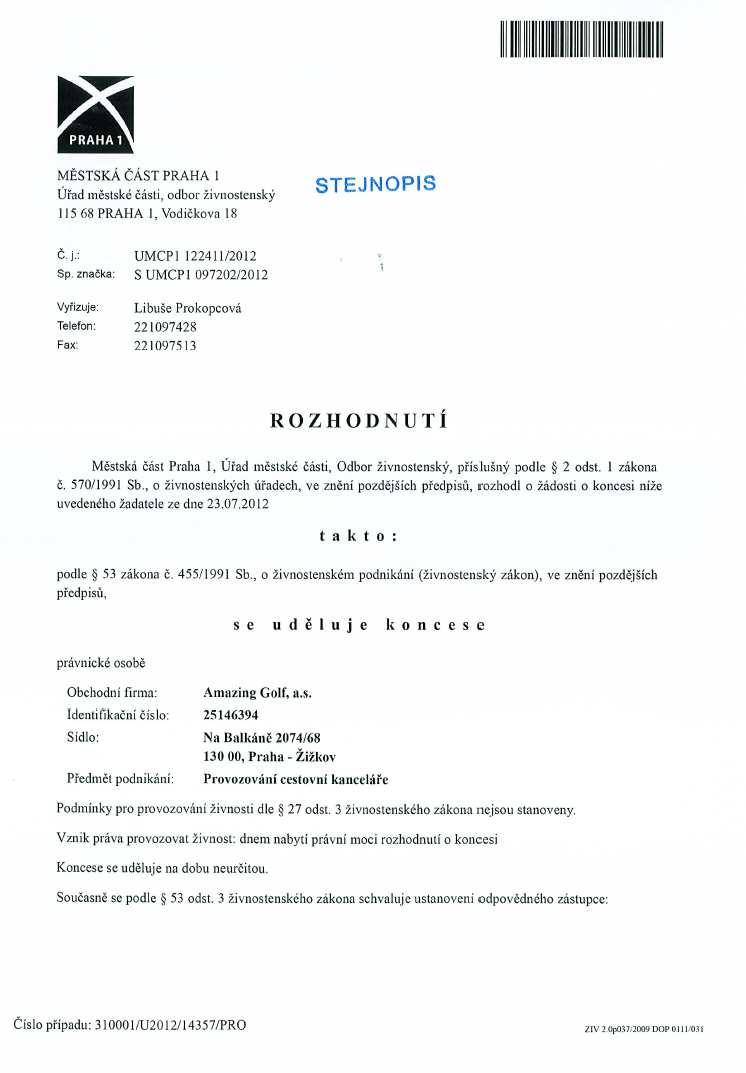 PRAHA 1
MĚSTSKÁ ČÁST PRAHA 1
Úřad městské části, odbor živnostenský
115 68 PRAHA 1, Vodičkova 18
STEJNOPIS
Č. j.: UMCP1 122411/2012
Sp. značka: S UMCP1 097202/2012
Vyřizuje: Libuše Prokopcová
Telefon: 221097428
Fax: 221097513
ROZHODNUTÍ
Městská část Praha 1, Úřad městské části, Odbor živnostenský, příslušný podle § 2 odst. 1 zákona
č. 570/1991 Sb., o živnostenských úřadech, ve znění pozdějších předpisů, rozhodl o žádosti o koncesi níže
uvedeného žadatele ze dne 23.07.2012
takto:
podle § 53 zákona č. 455/1991 Sb., o živnostenském podnikání (živnostenský zákon), ve znění pozdějších
předpisů,
se uděluje koncese
právnické osobě
Obchodní firma: Amazing Golf, a.s.
Identifikační číslo: 25146394
Sídlo: Na Balkáně 2074/68
130 00, Praha - Žižkov
Předmět podnikání: Provozování cestovní kanceláře
Podmínky pro provozování živnosti dle § 27 odst. 3 živnostenského zákona nejsou stanoveny.
Vznik práva provozovat živnost: dnem nabytí právní moci rozhodnutí o koncesi
Koncese se uděluje na dobu neurčitou.
Současně se podle § 53 odst. 3 živnostenského zákona schvaluje ustanovení odpovědného zástupce:
Číslo případu: 310001/U2012/14357/PRO
ZIV 2.0p037/2009 DOP 0111/031